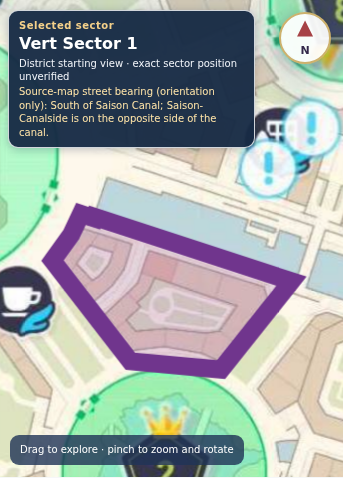 Selected sector
Vert Sector 1
District starting view · exact sector position
unverified
Source-map street bearing (orientation
only): South of Saison Canal; Saison-
Canalside is on the opposite side of the
canal.
N
Drag to explore · pinch to zoom and rotate